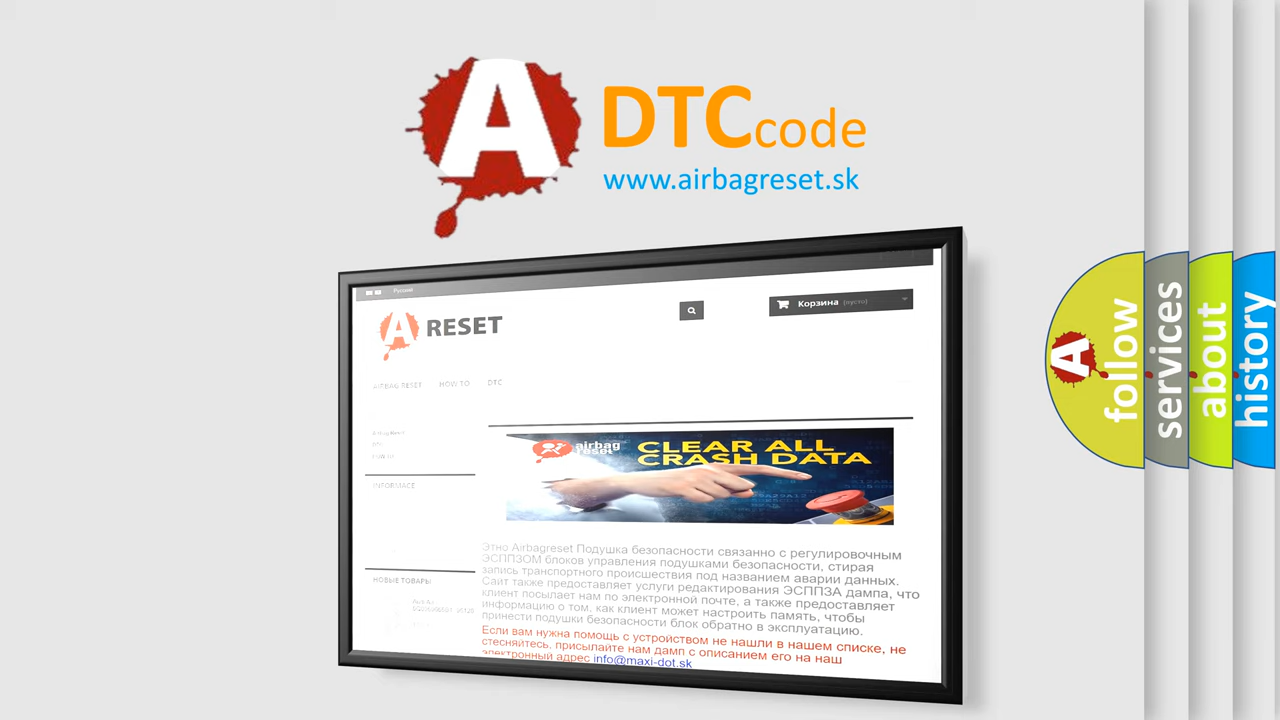 A
DTCcode
www.airbagreset.sk
Русский
A RESET
Корзина (пусто)
AIRBAG RESET HOW TO DTC
INFORMACE
airbag
reset
CLEAR ALL
CRASH DATA
Этно Airbagreset Подушка безопасности связанно с регулировочным
ЭСППЗОМ блоков управления подушками безопасности, стирая
запись транспортного происшествия под названием аварии данных.
Сайт также предоставляет услуги редактирования ЭСППЗА дампа, что
клиент посылает нам по электронной почте, а также предоставляет
информацию о том, как клиент может настроить память, чтобы
принести подушки безопасности блок обратно в эксплуатацию.
Если вам нужна помощь с устройством не нашли в нашем списке, не
стесняйтесь, присылайте нам дамп с описанием его на наш
электронный адрес info@maxi-dot.sk
НОВЫЕ ТОВАРЫ
A
follow
services
about
history